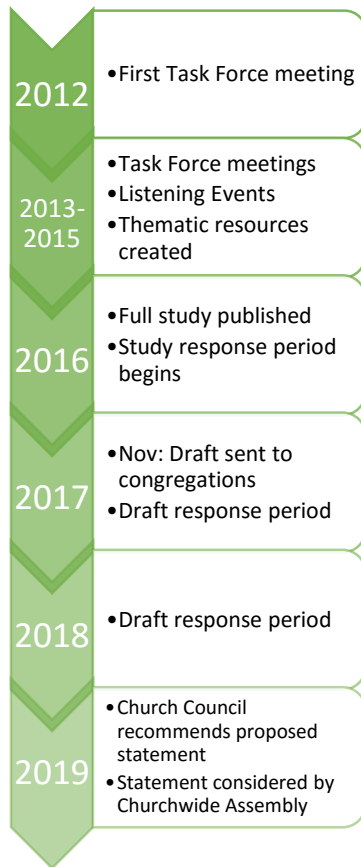 2012
•First Task Force meeting
2013-
2015
•Task Force meetings
•Listening Events
•Thematic resources
created
2016
•Full study published
•Study response period
begins
2017
•Nov: Draft sent to
congregations
•Draft response period
2018
•Draft response period
2019
•Church Council
recommends proposed
statement
•Statement considered by
Churchwide Assembly